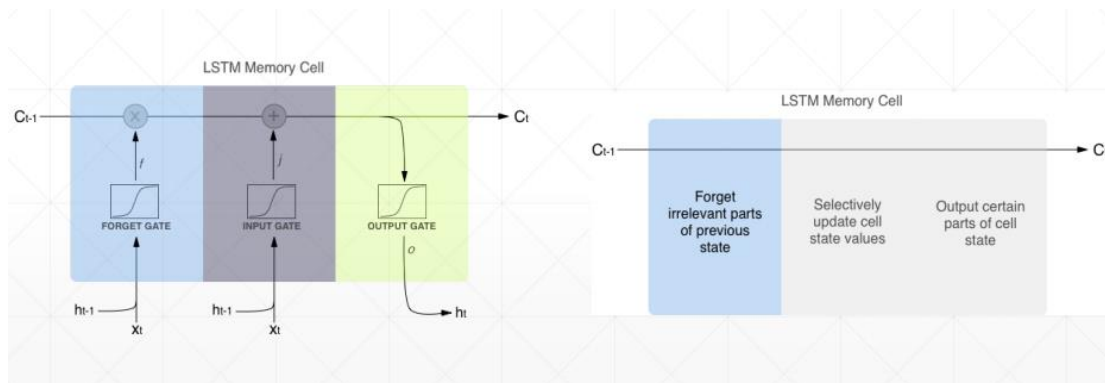 LSTM Memory Cell
Ct-1
Ct
f
j
FORGET GATE
INPUT GATE
OUTPUT GATE
o
ht-1
xt
ht-1
xt
ht
LSTM Memory Cell
Ct-1
C
Forget
irrelevant parts
of previous
state
Selectively
update cell
state values
Output certain
parts of cell
state